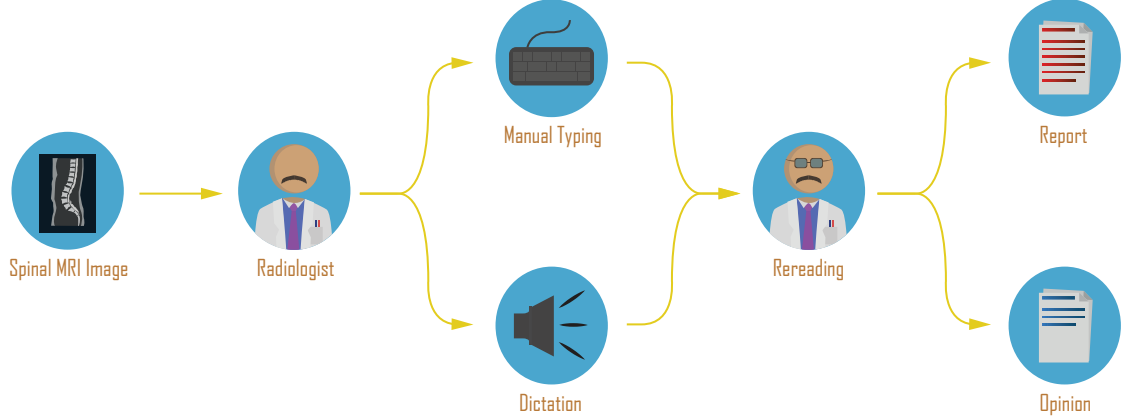 Spinal MRI Image
Radiologist
Manual Typing
Dictation
Rereading
Report
Opinion